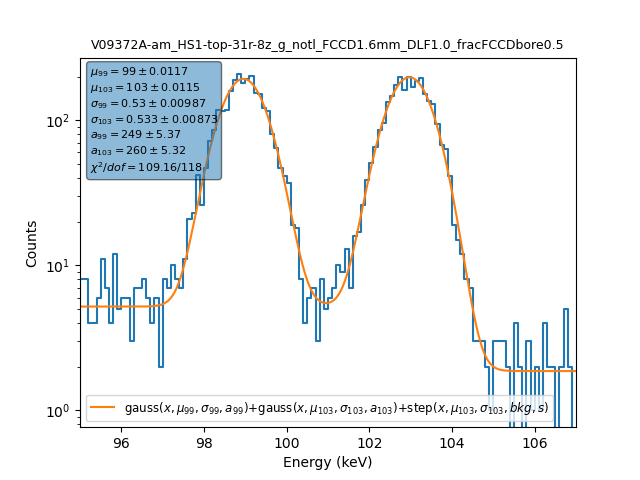 V09372A-am_HS1-top-31r-8z_g_notl_FCCD1.6mm_DLF1.0_fracFCCDbore0.5
μ99 = 99 ± 0.0117
μ103 = 103 ± 0.0115
σ99 = 0.53 ± 0.00987
σ103 = 0.533 ± 0.00873
a99 = 249 ± 5.37
a103 = 260 ± 5.32
χ²/dof = 109.16/118
10²
10¹
10⁰
Counts
gauss(x, μ99, σ99, a99)+gauss(x, μ103, σ103, a103)+step(x, μ103, σ103, bkg, s)
96 98 100 102 104 106
Energy (keV)